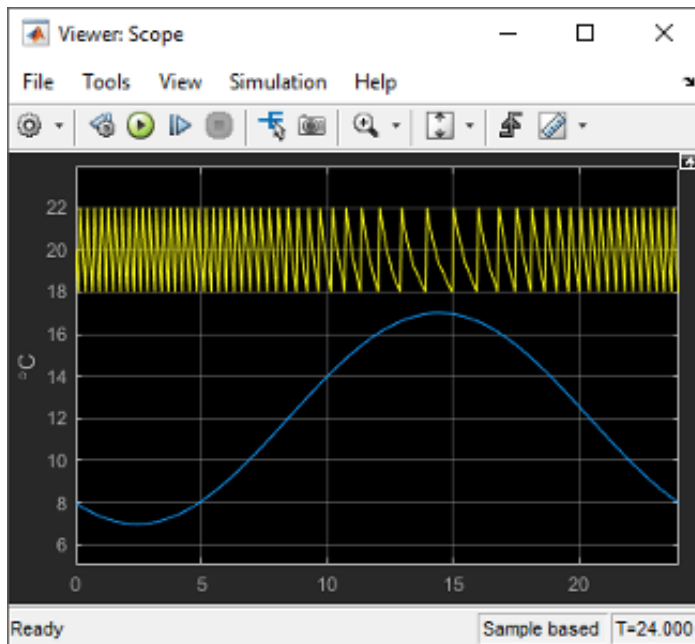 Viewer: Scope
File Tools View Simulation Help
22
20
18
16
14
12
10
8
6
°C
0 5 10 15 20
Ready Sample based T=24.000